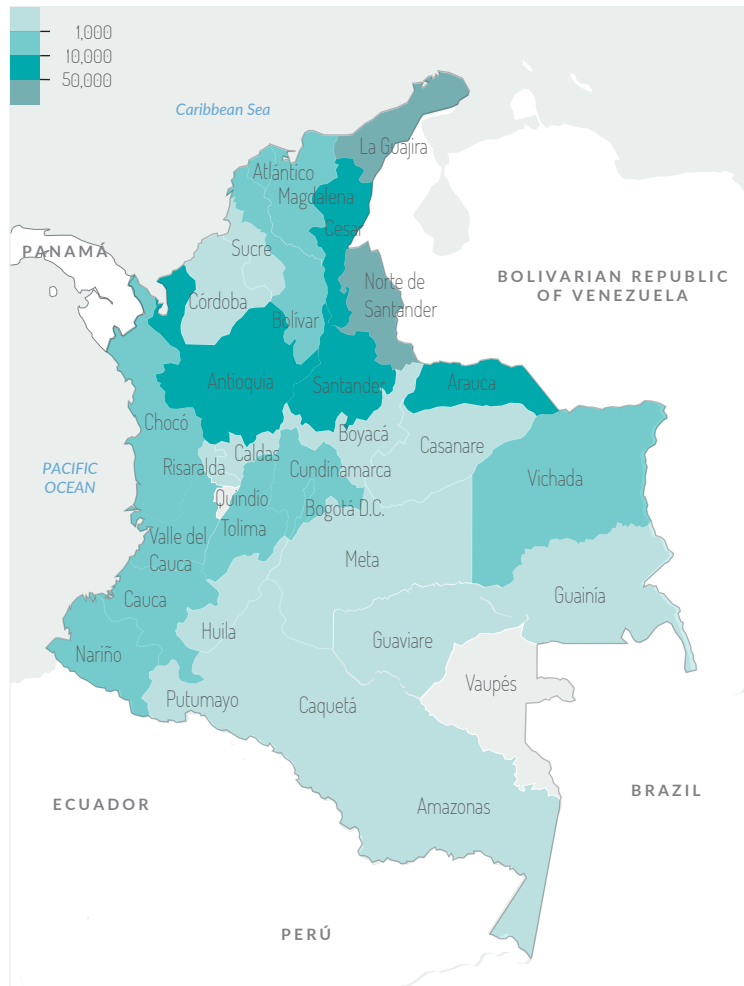 1,000
10,000
50,000
Caribbean Sea
La Guajira
Atlántico
Magdalena
Cesar
PANAMÁ
Sucre
Norte de
Santander
BOLIVARIAN REPUBLIC
OF VENEZUELA
Córdoba
Bolívar
Antioquia
Santander
Arauca
Chocó
Boyacá
Casanare
Caldas
PACIFIC
OCEAN
Risaralda
Cundinamarca
Vichada
Quindio
Bogotá D.C.
Tolima
Valle del
Cauca
Meta
Cauca
Guainía
Huila
Guaviare
Nariño
Vaupés
Putumayo
Caquetá
ECUADOR
BRAZIL
Amazonas
PERÚ